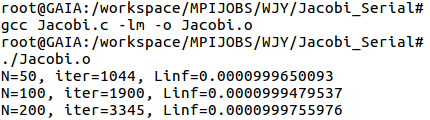 root@GAIA:/workspace/MPIJOBS/WJY/Jacobi_Serial#
gcc Jacobi.c -lm -o Jacobi.o
root@GAIA:/workspace/MPIJOBS/WJY/Jacobi_Serial#
./Jacobi.o
N=50, iter=1044, Linf=0.0000999650093
N=100, iter=1900, Linf=0.0000999479537
N=200, iter=3345, Linf=0.0000999755976